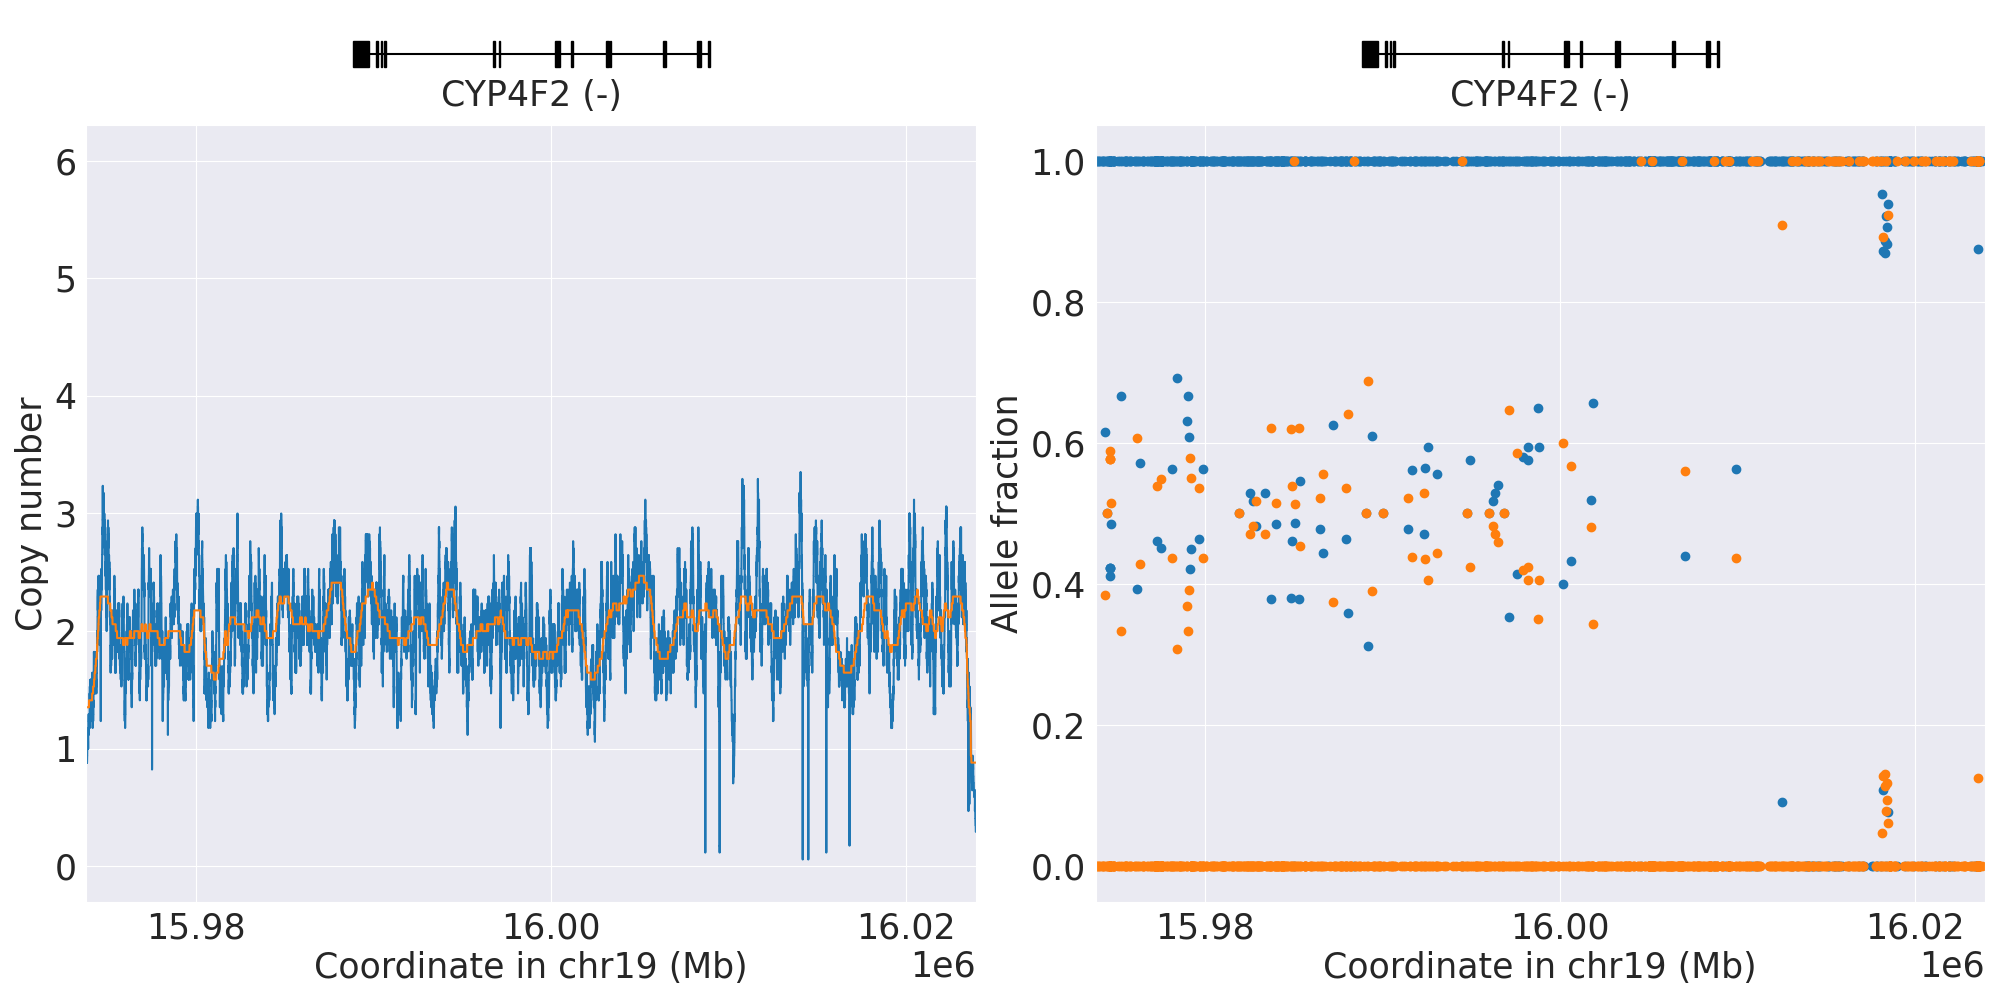 CYP4F2 (-)
Copy number
6
5
4
3
2
1
0
15.98
16.00
16.02
Coordinate in chr19 (Mb)
1e6
CYP4F2 (-)
Allele fraction
1.0
0.8
0.6
0.4
0.2
0.0
15.98
16.00
16.02
Coordinate in chr19 (Mb)
1e6